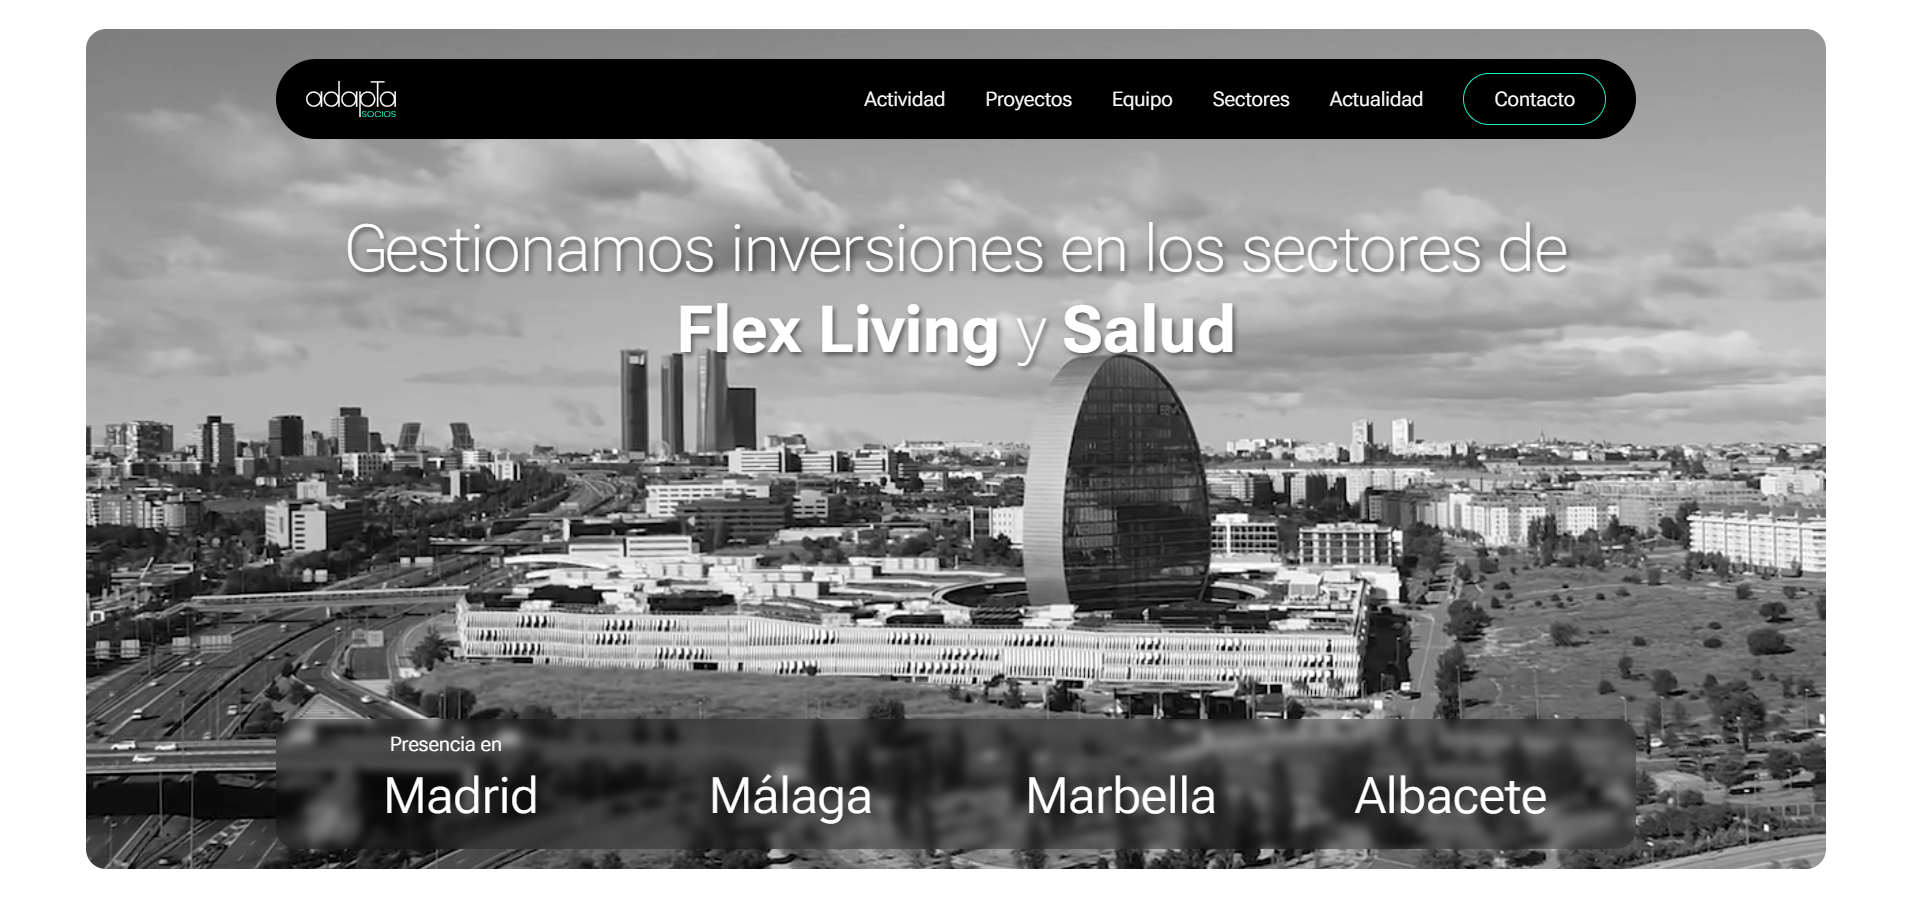 adapta
socios
Actividad
Proyectos
Equipo
Sectores
Actualidad
Contacto
Gestionamos inversiones en los sectores de
Flex Living y Salud
BBVA
Presencia en
Madrid
Málaga
Marbella
Albacete